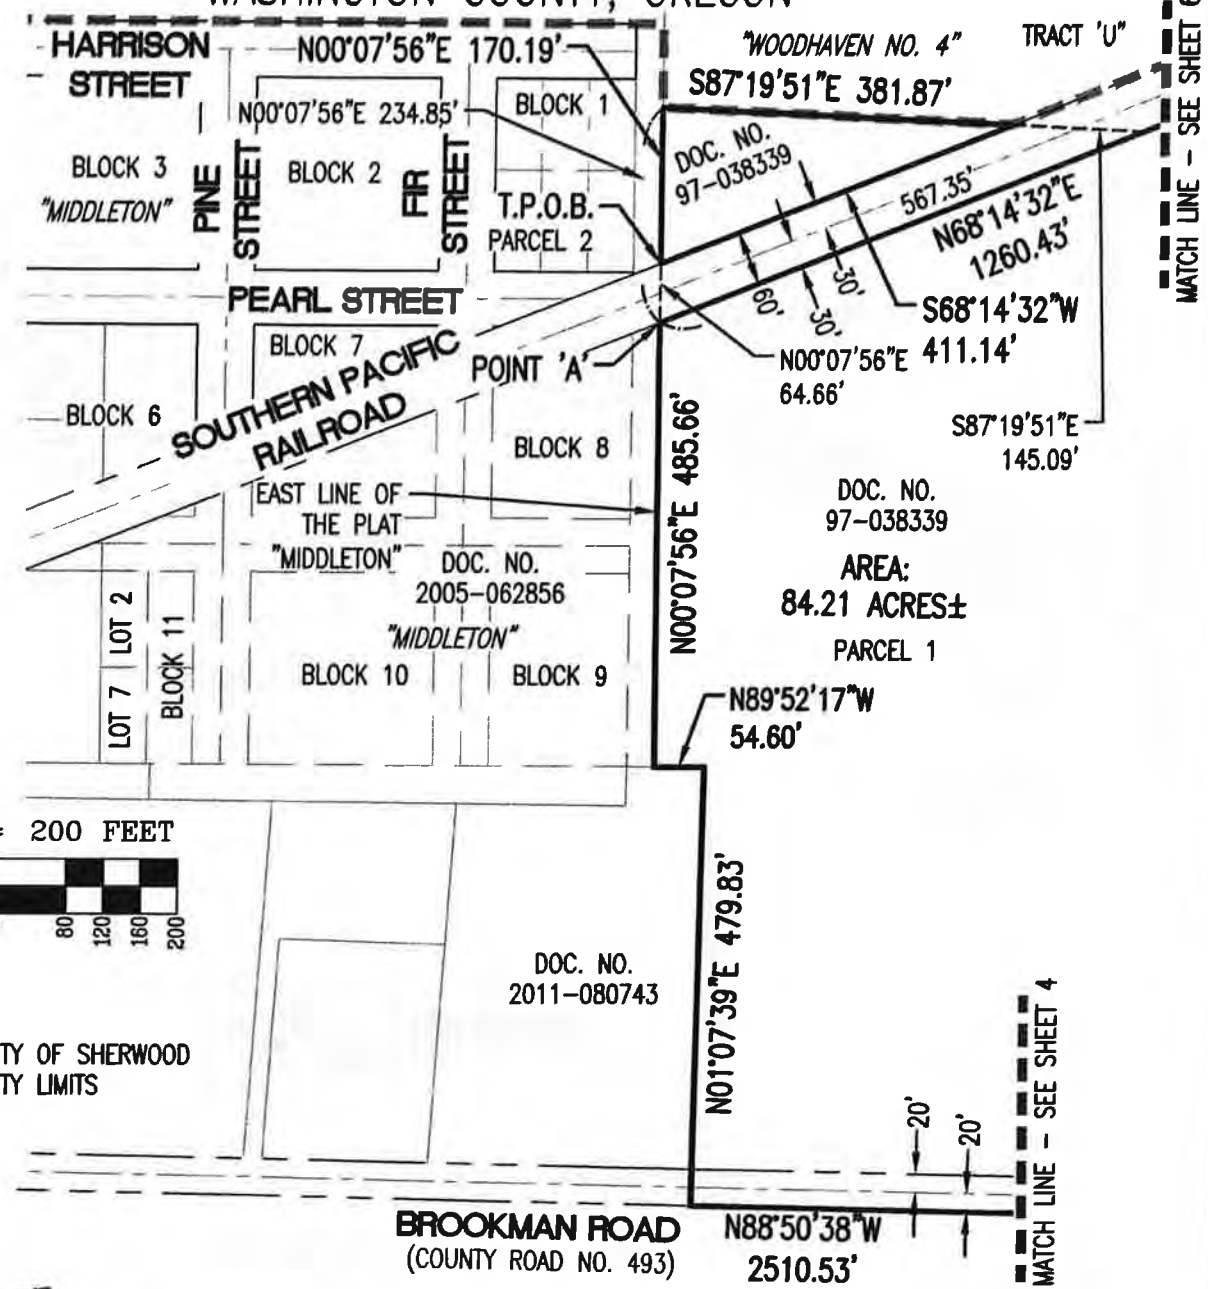 WASHINGTON COUNTY, OREGON
HARRISON
STREET
N00°07'56"E 170.19'
"WOODHAVEN NO. 4"
TRACT 'U"
S87°19'51"E 381.87'
MATCH LINE - SEE SHEET 6
N00°07'56"E 234.85'
BLOCK 1
BLOCK 3
"MIDDLETON"
PINE
STREET
BLOCK 2
FIR
STREET
DOC. NO.
97-038339
T.P.O.B.
PARCEL 2
567.35'
N68°14'32"E
1260.43'
PEARL STREET
60'
30'
30'
S68°14'32"W
411.14'
BLOCK 7
POINT 'A'
N00°07'56"E
64.66'
SOUTHERN PACIFIC
RAILROAD
BLOCK 6
BLOCK 8
S87°19'51"E
145.09'
N00°07'56"E 485.66'
EAST LINE OF
THE PLAT
"MIDDLETON"
DOC. NO.
97-038339
AREA:
84.21 ACRES±
PARCEL 1
DOC. NO.
2005-062856
"MIDDLETON"
LOT 2
LOT 7
BLOCK 11
BLOCK 10
BLOCK 9
N89°52'17"W
54.60'
= 200 FEET
80
120
160
200
N01°07'39"E 479.83'
DOC. NO.
2011-080743
TY OF SHERWOOD
TY LIMITS
20'
20'
MATCH LINE - SEE SHEET 4
BROOKMAN ROAD
(COUNTY ROAD NO. 493)
N88°50'38"W
2510.53'